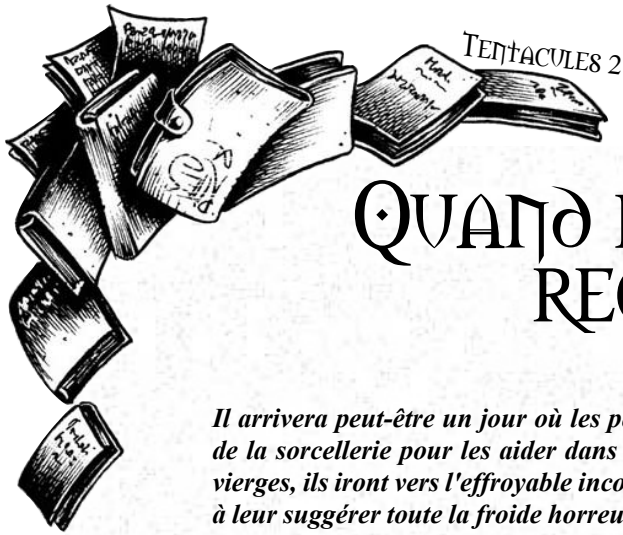 TENTACULES 2
QUAND
REC
Il arrivera peut-être un jour où les p
de la sorcellerie pour les aider dans
vierges, ils iront vers l'effroyable inco
à leur suggérer toute la froide horreu